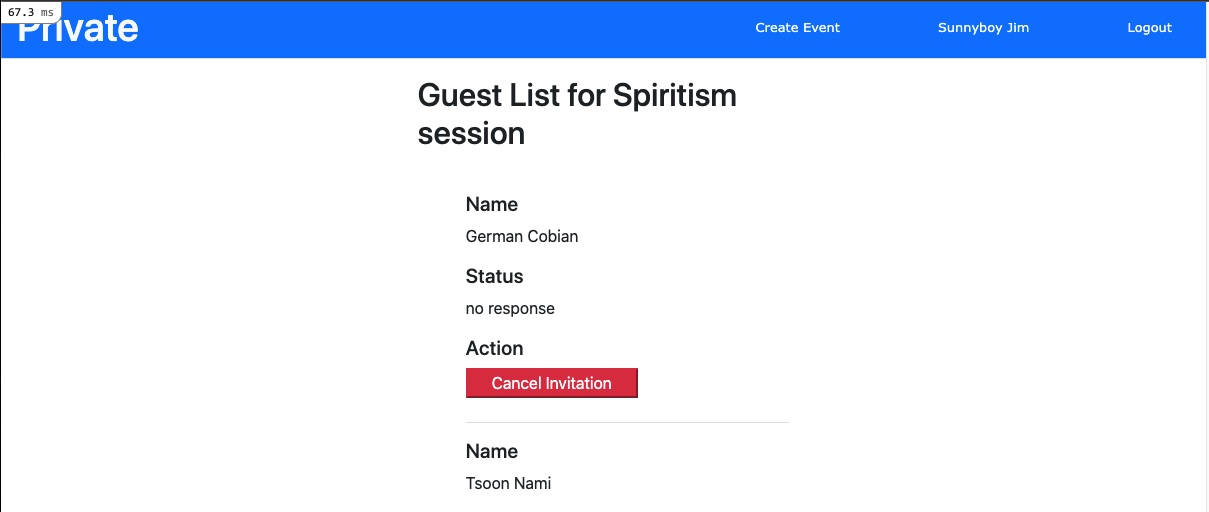 67.3 ms
Private
Create Event
Sunnyboy Jim
Logout
Guest List for Spiritism
session
Name
German Cobian
Status
no response
Action
Cancel Invitation
Name
Tsoon Nami